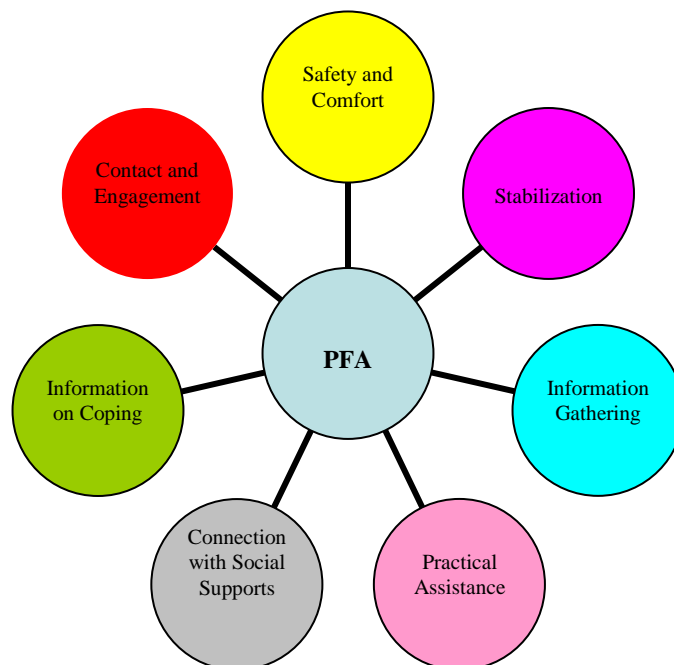 Safety and
Comfort
Contact and
Engagement
Stabilization
PFA
Information
on Coping
Information
Gathering
Connection
with Social
Supports
Practical
Assistance